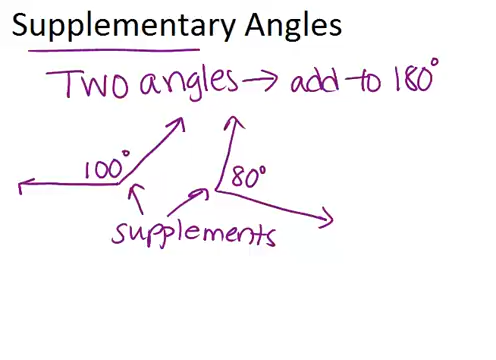 Supplementary Angles
Two angles → add to 180°
100°
80°
supplements